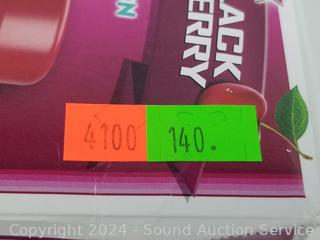 LACK
ERRY
4100 140.
Copyright 2024 - Sound Auction Service